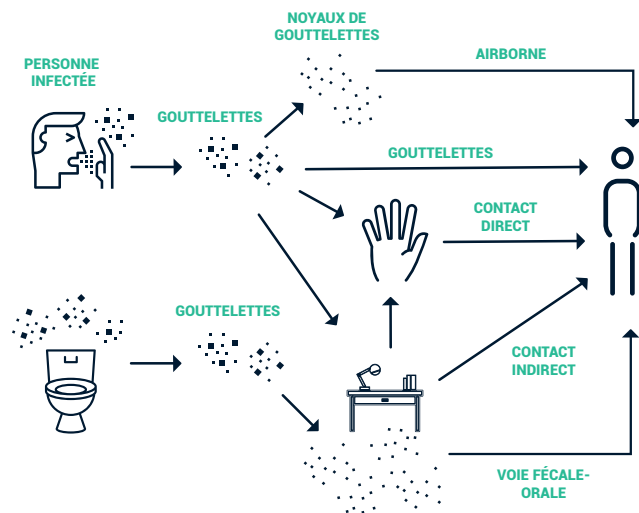 NOYAUX DE
GOUTTELETTES
AIRBORNE
PERSONNE
INFECTÉE
GOUTTELETTES
GOUTTELETTES
CONTACT
DIRECT
GOUTTELETTES
CONTACT
INDIRECT
VOIE FÉCALE-
ORALE